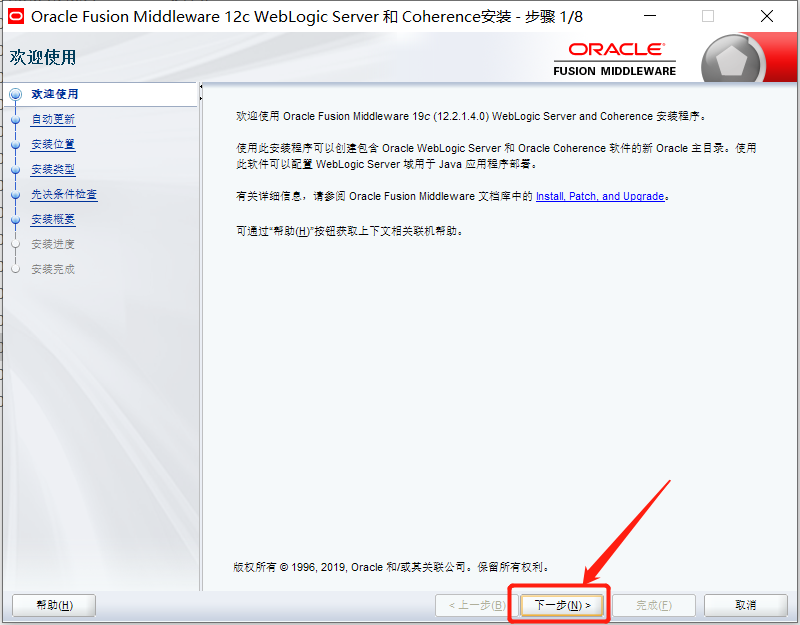 Oracle Fusion Middleware 12c WebLogic Server 和 Coherence安装 - 步骤 1/8
欢迎使用
ORACLE
FUSION MIDDLEWARE
欢迎使用
自动更新
安装位置
安装类型
先决条件检查
安装概要
安装进度
安装完成
欢迎使用 Oracle Fusion Middleware 19c (12.2.1.4.0) WebLogic Server and Coherence 安装程序。
使用此安装程序可以创建包含 Oracle WebLogic Server 和 Oracle Coherence 软件的新 Oracle 主目录。使用
此软件可以配置 WebLogic Server 域用于 Java 应用程序部署。
有关详细信息，请参阅 Oracle Fusion Middleware 文档库中的 Install, Patch, and Upgrade。
可通过“帮助(H)”按钮获取上下文相关联机帮助。
版权所有 © 1996, 2019, Oracle 和/或其关联公司。保留所有权利。
帮助(H)
< 上一步(B)
下一步(N) >
完成(F)
取消